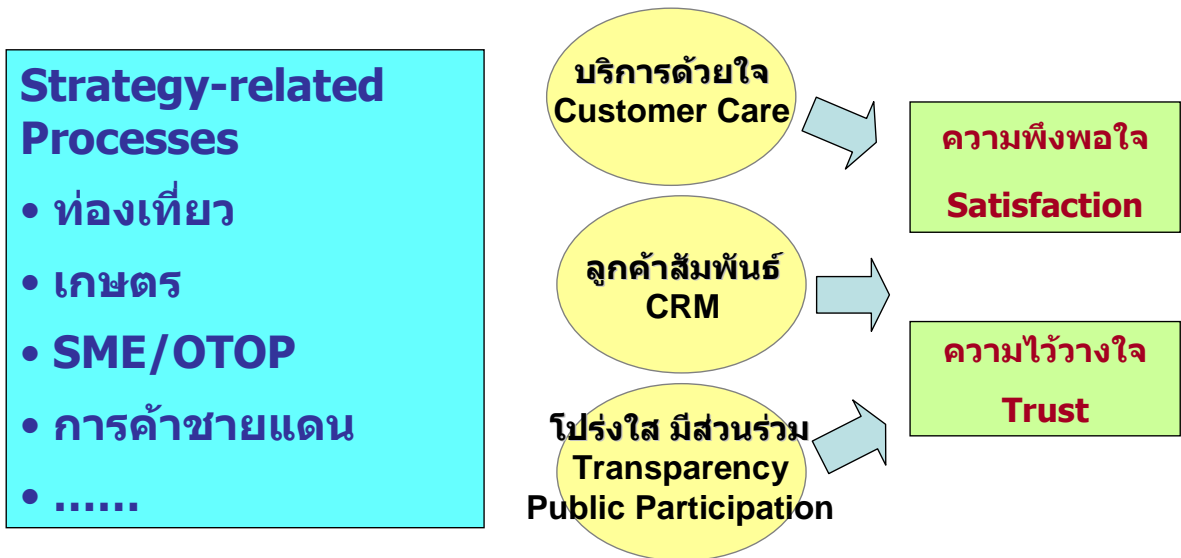 Strategy-related
Processes
• ท่องเที่ยว
• เกษตร
• SME/OTOP
• การค้าชายแดน
• ......
บริการด้วยใจ
Customer Care
ลูกค้าสัมพันธ์
CRM
โปร่งใส มีส่วนร่วม
Transparency
Public Participation
ความพึงพอใจ
Satisfaction
ความไว้วางใจ
Trust